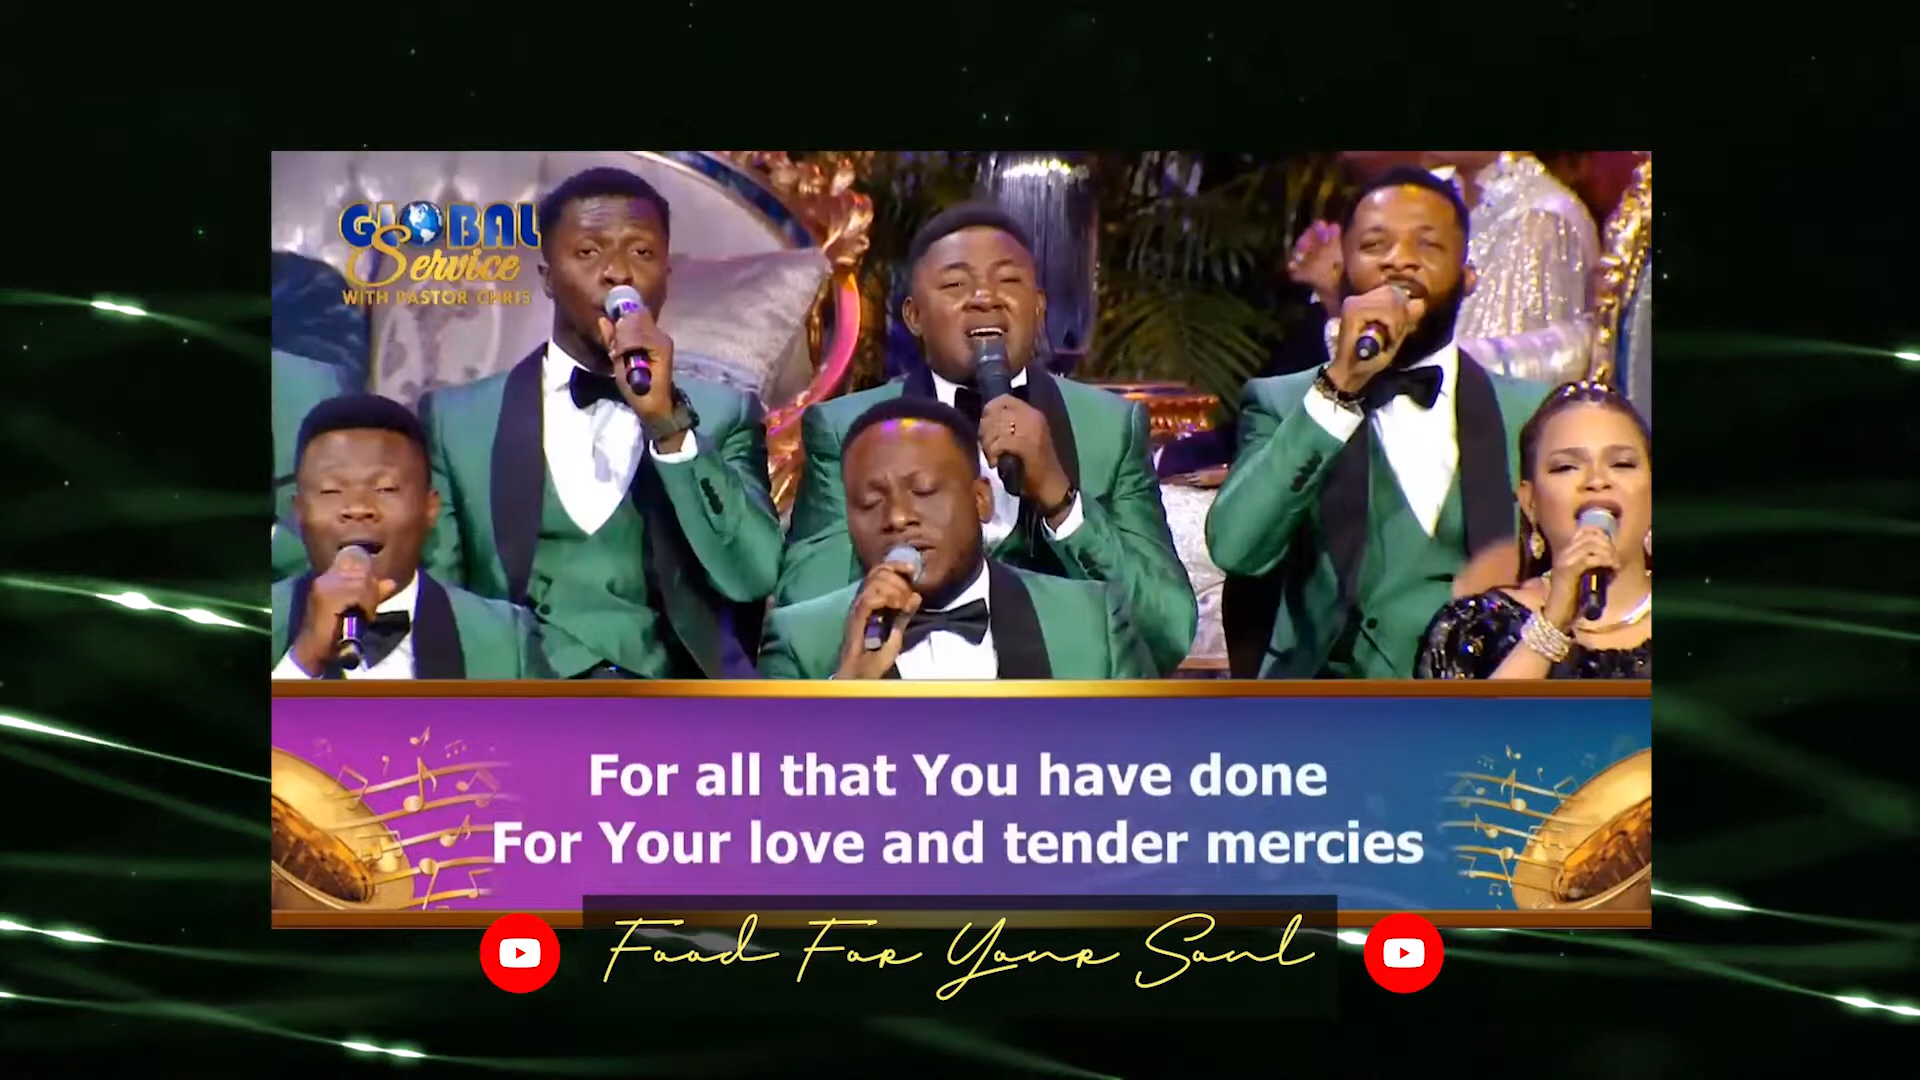 GLOBAL
Service
WITH PASTOR CHRIS
For all that You have done
For Your love and tender mercies
Food For Your Soul